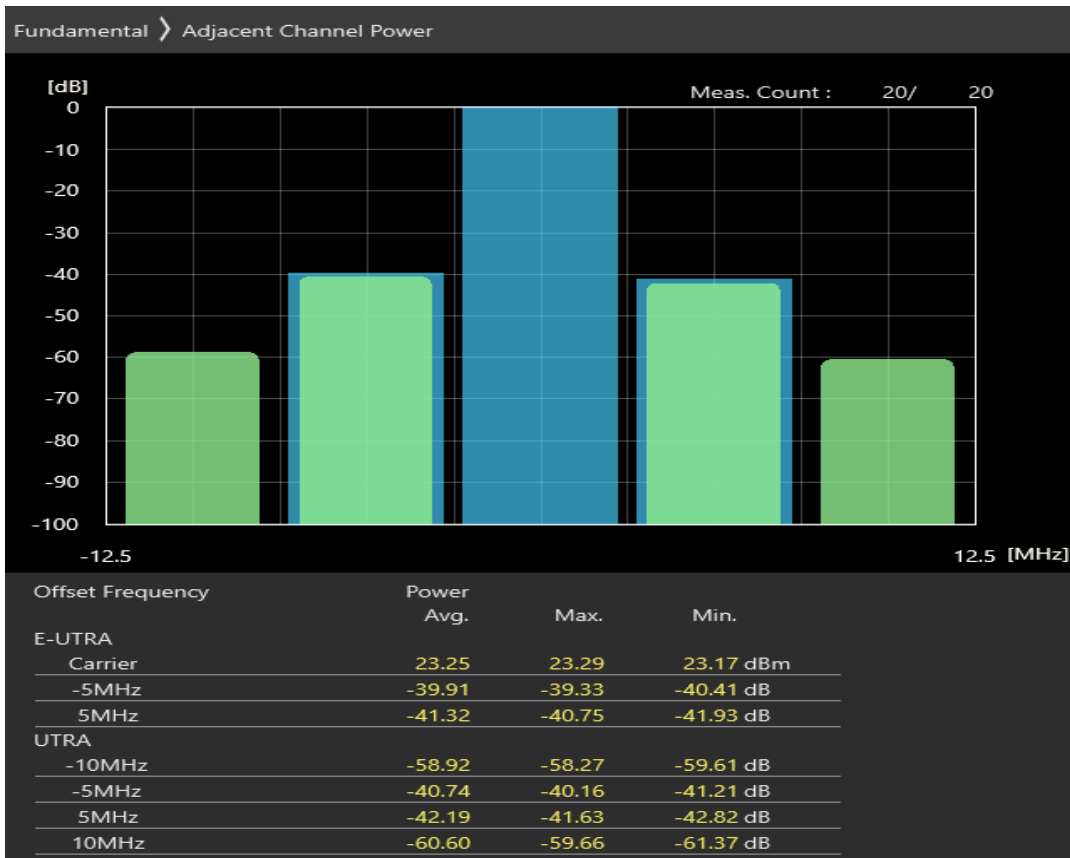 Fundamental 〉 Adjacent Channel Power
[dB]
Meas. Count : 20/ 20
0
-10
-20
-30
-40
-50
-60
-70
-80
-90
-100
-12.5 12.5 [MHz]
Offset Frequency Power
Avg. Max. Min.
E-UTRA
Carrier 23.25 23.29 23.17 dBm
-5MHz -39.91 -39.33 -40.41 dB
5MHz -41.32 -40.75 -41.93 dB
UTRA
-10MHz -58.92 -58.27 -59.61 dB
-5MHz -40.74 -40.16 -41.21 dB
5MHz -42.19 -41.63 -42.82 dB
10MHz -60.60 -59.66 -61.37 dB